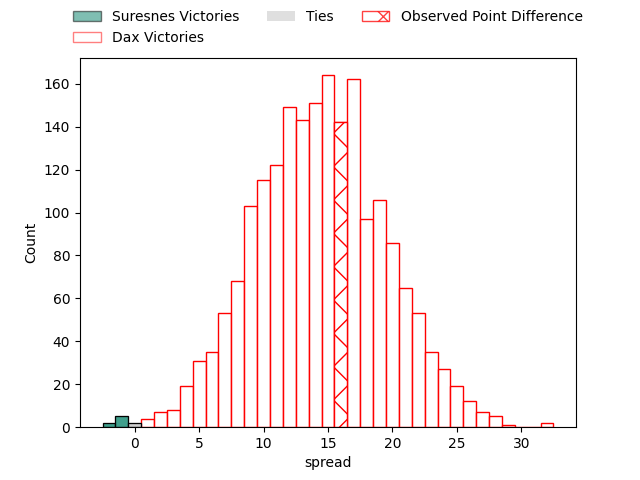 Suresnes Victories
Ties
Observed Point Difference
Dax Victories
160
140
120
100
80
60
40
20
0
Count
0 5 10 15 20 25 30
spread